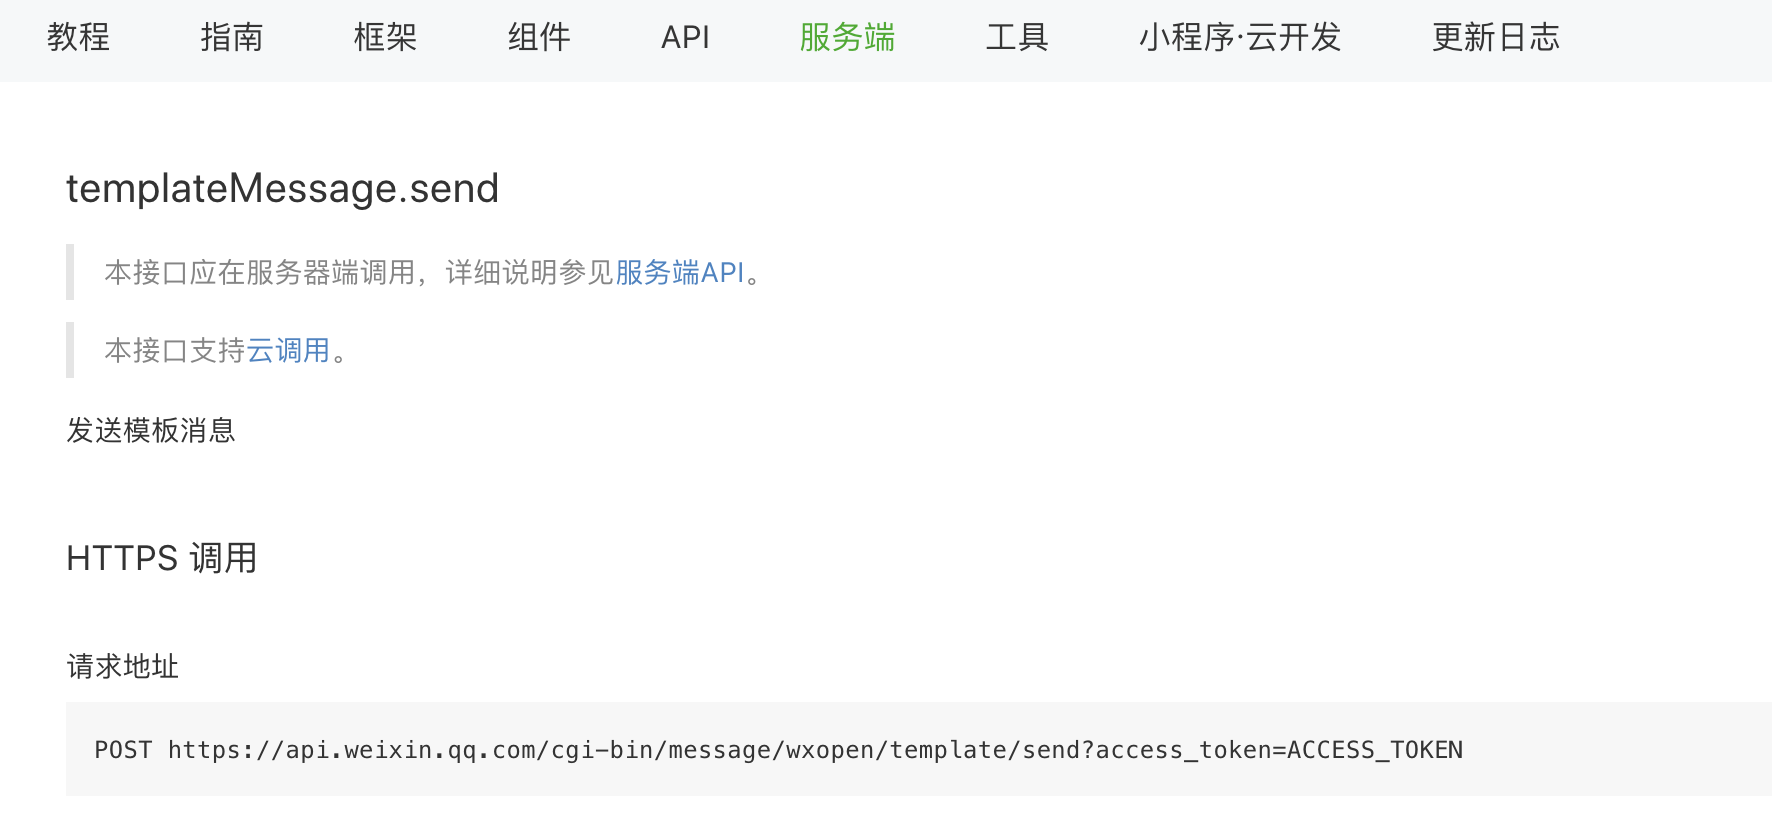 教程 指南 框架 组件 API 服务端 工具 小程序·云开发 更新日志
templateMessage.send
本接口应在服务器端调用，详细说明参见服务端API。
本接口支持云调用。
发送模板消息
HTTPS 调用
请求地址
POST https://api.weixin.qq.com/cgi-bin/message/wxopen/template/send?access_token=ACCESS_TOKEN